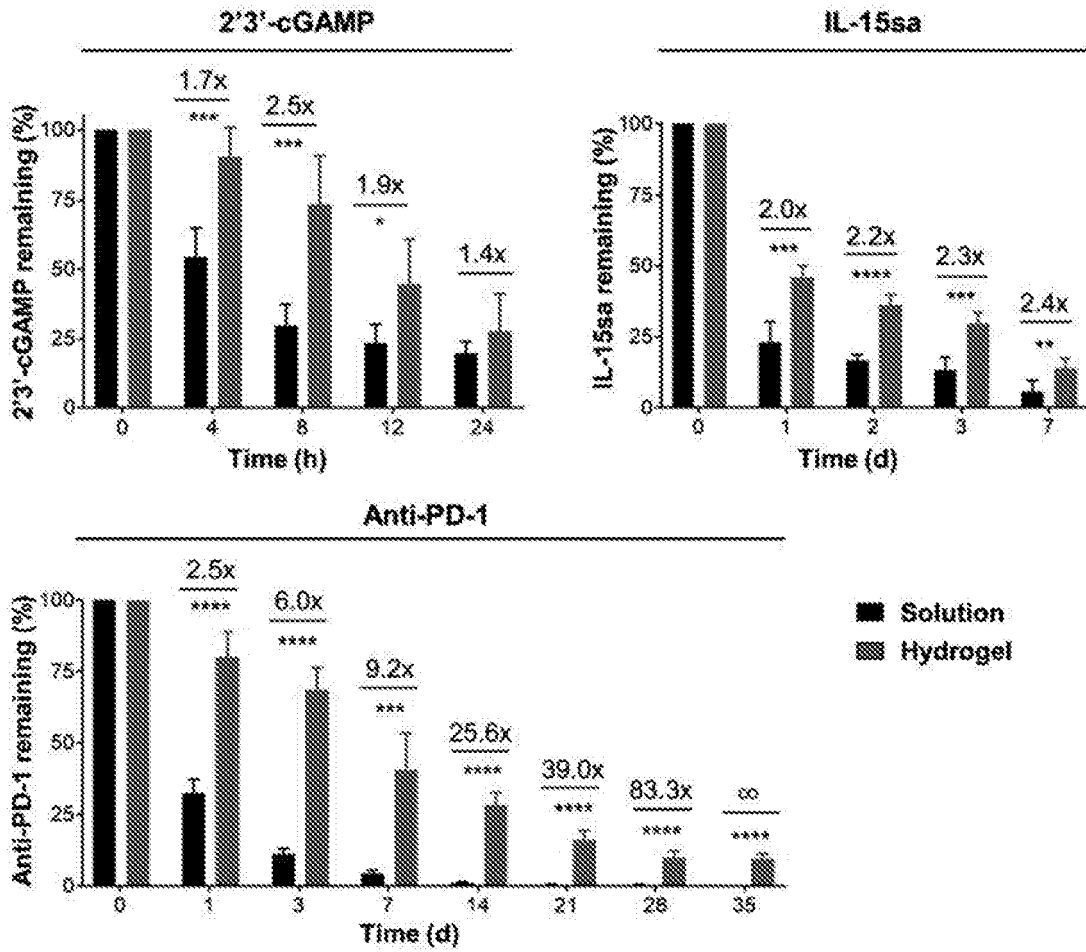 2'3'-cGAMP
2'3'-cGAMP remaining (%)
100
75
50
25
0
1.7x
***
2.5x
***
1.9x
*
1.4x
0 4 8 12 24
Time (h)
IL-15sa
IL-15sa remaining (%)
100
75
50
25
0
2.0x
***
2.2x
****
2.3x
***
2.4x
**
0 1 2 3 7
Time (d)
Anti-PD-1
Anti-PD-1 remaining (%)
100
75
50
25
0
2.5x
****
6.0x
****
9.2x
***
25.6x
****
39.0x
****
83.3x
****
∞
****
0 1 3 7 14 21 28 35
Time (d)
Solution
Hydrogel